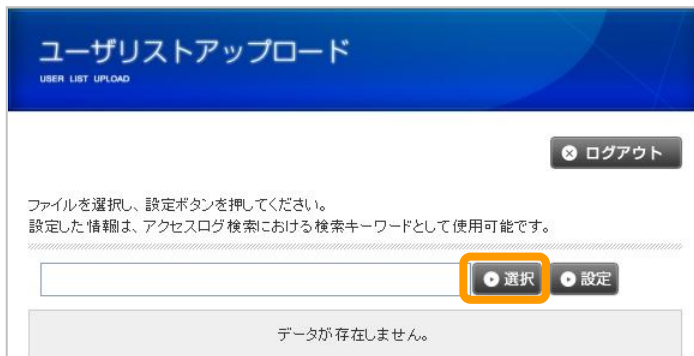 ユーザリストアップロード
USER LIST UPLOAD
ログアウト
ファイルを選択し、設定ボタンを押してください。
設定した情報は、アクセスログ検索における検索キーワードとして使用可能です。
選択 設定
データが存在しません。